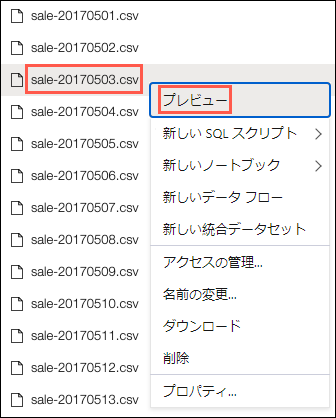 sale-20170501.csv
sale-20170502.csv
sale-20170503.csv
sale-20170504.csv
sale-20170505.csv
sale-20170506.csv
sale-20170507.csv
sale-20170508.csv
sale-20170509.csv
sale-20170510.csv
sale-20170511.csv
sale-20170512.csv
sale-20170513.csv
プレビュー
新しい SQL スクリプト
新しいノートブック
新しいデータ フロー
新しい統合データセット
アクセスの管理...
名前の変更...
ダウンロード
削除
プロパティ...